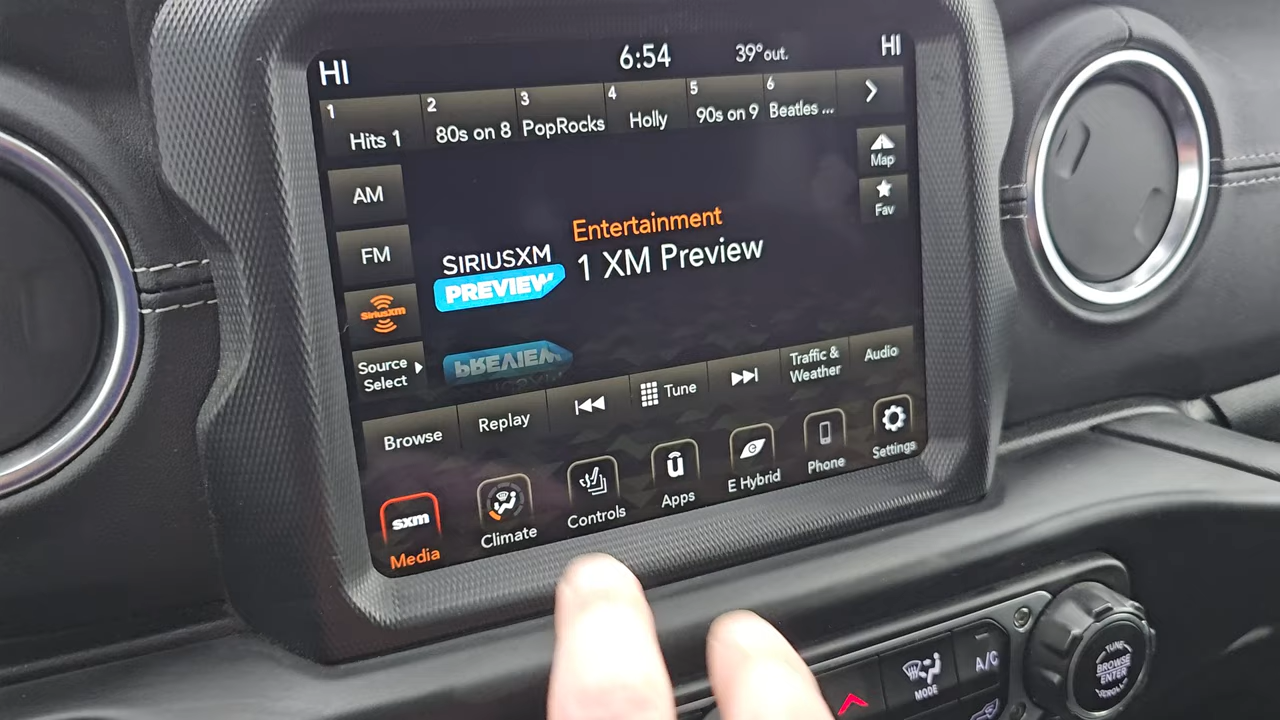 HI 6:54 39° out. HI
1 Hits 1 2 80s on 8 3 PopRocks 4 Holly 5 90s on 9 6 Beatles ...
AM
FM
SiriusXM
Source
Select
SIRIUSXM
PREVIEW
Entertainment
1 XM Preview
Map
Fav
Browse
Replay
Tune
Traffic &
Weather
Audio
sxm
Media
Climate
Controls
û
Apps
e
E Hybrid
Phone
Settings
MODE
A/C
TUNE
BROWSE
ENTER
SCROLL